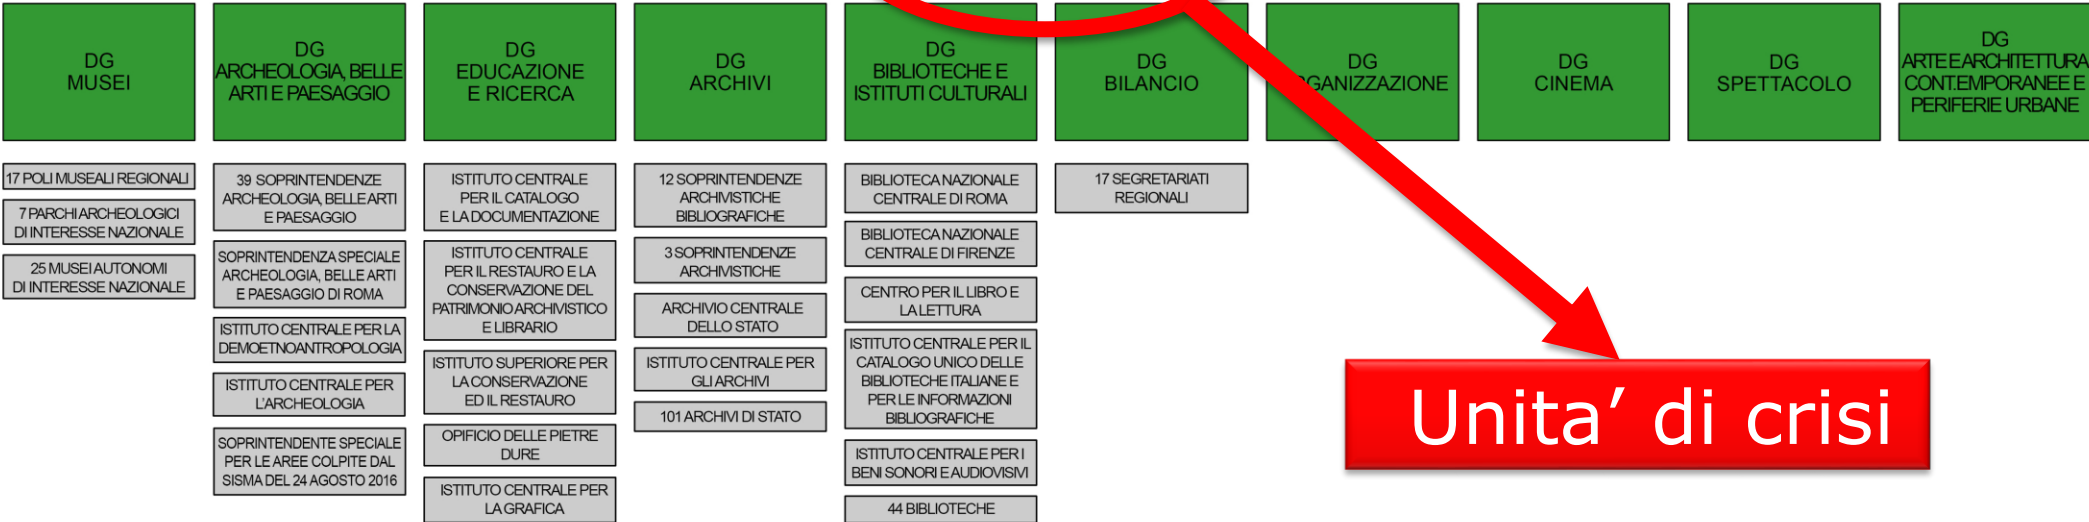 DG
MUSEI
DG
ARCHEOLOGIA, BELLE
ARTI E PAESAGGIO
DG
EDUCAZIONE
E RICERCA
DG
ARCHIVI
DG
BIBLIOTECHE E
ISTITUTI CULTURALI
DG
BILANCIO
DG
RGANIZZAZIONE
DG
CINEMA
DG
SPETTACOLO
DG
ARTE E ARCHITETTURA
CONT.EMPORANEE E
PERIFERIE URBANE
17 POLI MUSEALI REGIONALI
7 PARCHI ARCHEOLOGICI
DI INTERESSE NAZIONALE
25 MUSEI AUTONOMI
DI INTERESSE NAZIONALE
39 SOPRINTENDENZE
ARCHEOLOGIA, BELLE ARTI
E PAESAGGIO
SOPRINTENDENZA SPECIALE
ARCHEOLOGIA, BELLE ARTI
E PAESAGGIO DI ROMA
ISTITUTO CENTRALE PER LA
DEMOETNOANTROPOLOGIA
ISTITUTO CENTRALE PER
L'ARCHEOLOGIA
SOPRINTENDENTE SPECIALE
PER LE AREE COLPITE DAL
SISMA DEL 24 AGOSTO 2016
ISTITUTO CENTRALE
PER IL CATALOGO
E LA DOCUMENTAZIONE
ISTITUTO CENTRALE
PER IL RESTAURO E LA
CONSERVAZIONE DEL
PATRIMONIO ARCHIVISTICO
E LIBRARIO
ISTITUTO SUPERIORE PER
LA CONSERVAZIONE
ED IL RESTAURO
OPIFICIO DELLE PIETRE
DURE
ISTITUTO CENTRALE PER
LA GRAFICA
12 SOPRINTENDENZE
ARCHIVISTICHE
BIBLIOGRAFICHE
3 SOPRINTENDENZE
ARCHIVISTICHE
ARCHIVIO CENTRALE
DELLO STATO
ISTITUTO CENTRALE PER
GLI ARCHIVI
101 ARCHIVI DI STATO
BIBLIOTECA NAZIONALE
CENTRALE DI ROMA
BIBLIOTECA NAZIONALE
CENTRALE DI FIRENZE
CENTRO PER IL LIBRO E
LA LETTURA
ISTITUTO CENTRALE PER IL
CATALOGO UNICO DELLE
BIBLIOTECHE ITALIANE E
PER LE INFORMAZIONI
BIBLIOGRAFICHE
ISTITUTO CENTRALE PER I
BENI SONORI E AUDIOVISIVI
44 BIBLIOTECHE
17 SEGRETARIATI
REGIONALI
Unita’ di crisi